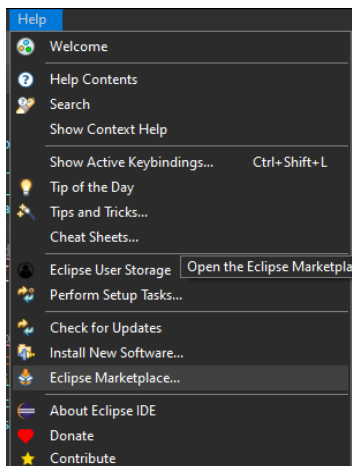 Help
Welcome
Help Contents
Search
Show Context Help
Show Active Keybindings... Ctrl+Shift+L
Tip of the Day
Tips and Tricks...
Cheat Sheets...
Eclipse User Storage Open the Eclipse Marketpla
Perform Setup Tasks...
Check for Updates
Install New Software...
Eclipse Marketplace...
About Eclipse IDE
Donate
Contribute